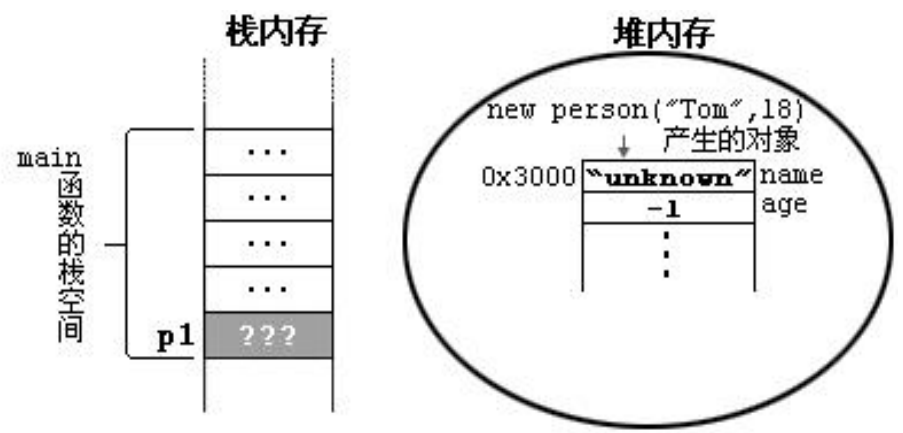 栈内存
堆内存
new person("Tom",18)
产生的对象
0x3000
"unknown"
name
-1
age
main
函数的栈空间
...
...
...
...
p1
???